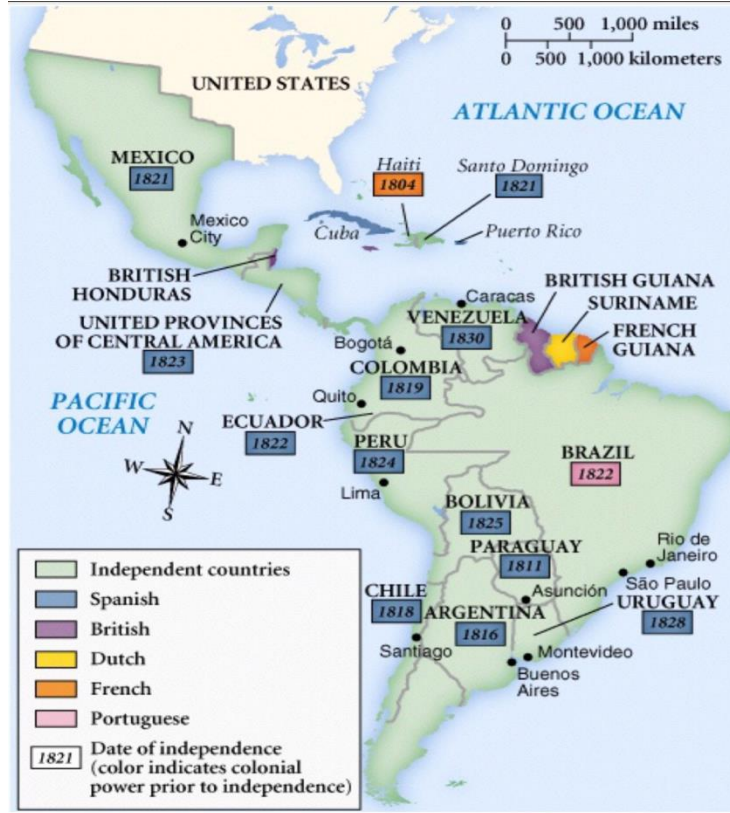 0 500 1,000 miles
0 500 1,000 kilometers
UNITED STATES
ATLANTIC OCEAN
MEXICO
1821
Haiti
1804
Santo Domingo
1821
Mexico
City
Cuba
Puerto Rico
BRITISH
HONDURAS
UNITED PROVINCES
OF CENTRAL AMERICA
1823
Caracas
VENEZUELA
1830
BRITISH GUIANA
SURINAME
FRENCH
GUIANA
Bogotá
COLOMBIA
1819
PACIFIC
OCEAN
Quito
ECUADOR
1822
N
W
E
S
PERU
1824
Lima
BRAZIL
1822
BOLIVIA
1825
PARAGUAY
1811
Asunción
Rio de
Janeiro
São Paulo
CHILE
1818
ARGENTINA
1816
URUGUAY
1828
Santiago
Montevideo
Buenos
Aires
Independent countries
Spanish
British
Dutch
French
Portuguese
1821
Date of independence
(color indicates colonial
power prior to independence)